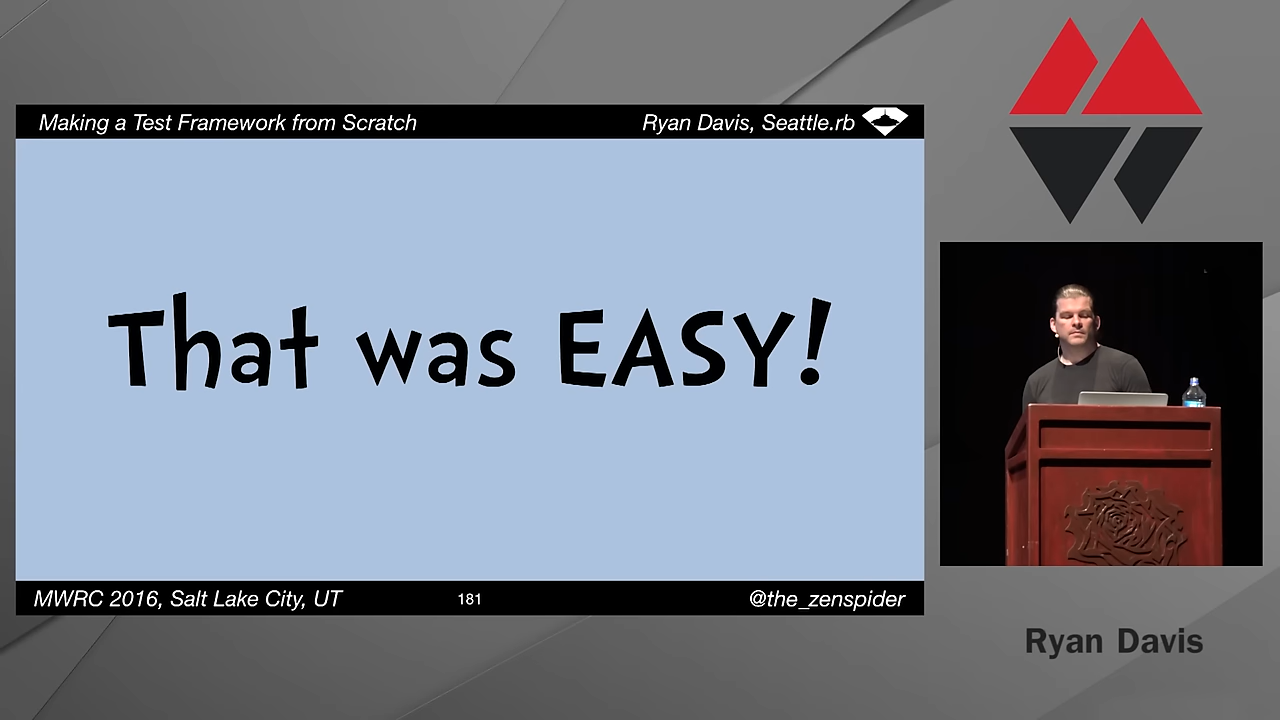 Making a Test Framework from Scratch
Ryan Davis, Seattle.rb
That was EASY!
MWRC 2016, Salt Lake City, UT
181
@the_zenspider
Ryan Davis